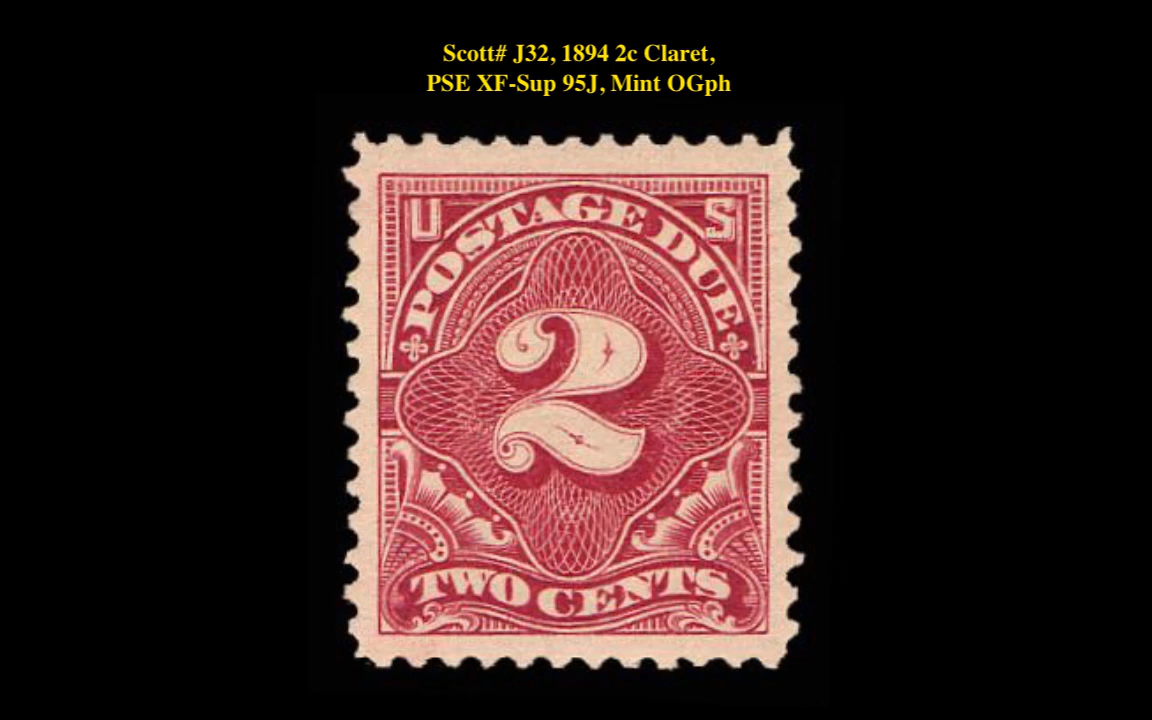 Scott# J32, 1894 2c Claret,
PSE XF-Sup 95J, Mint OGph
U S
POSTAGE DUE
2
TWO CENTS